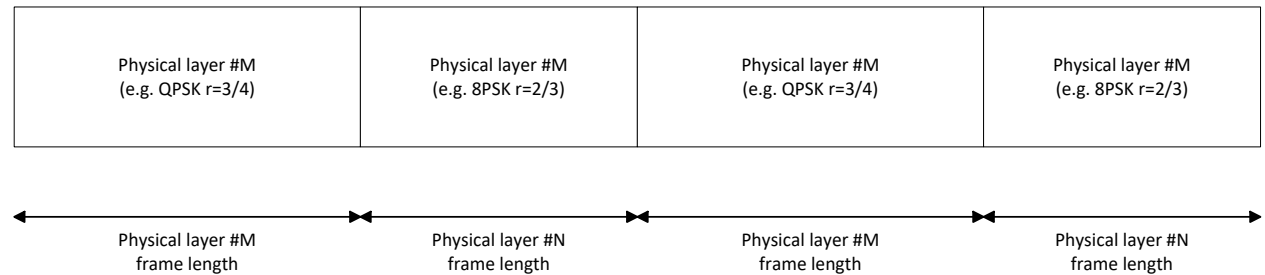 Physical layer #M
(e.g. QPSK r=3/4)
Physical layer #M
(e.g. 8PSK r=2/3)
Physical layer #M
(e.g. QPSK r=3/4)
Physical layer #M
(e.g. 8PSK r=2/3)
Physical layer #M
frame length
Physical layer #N
frame length
Physical layer #M
frame length
Physical layer #N
frame length